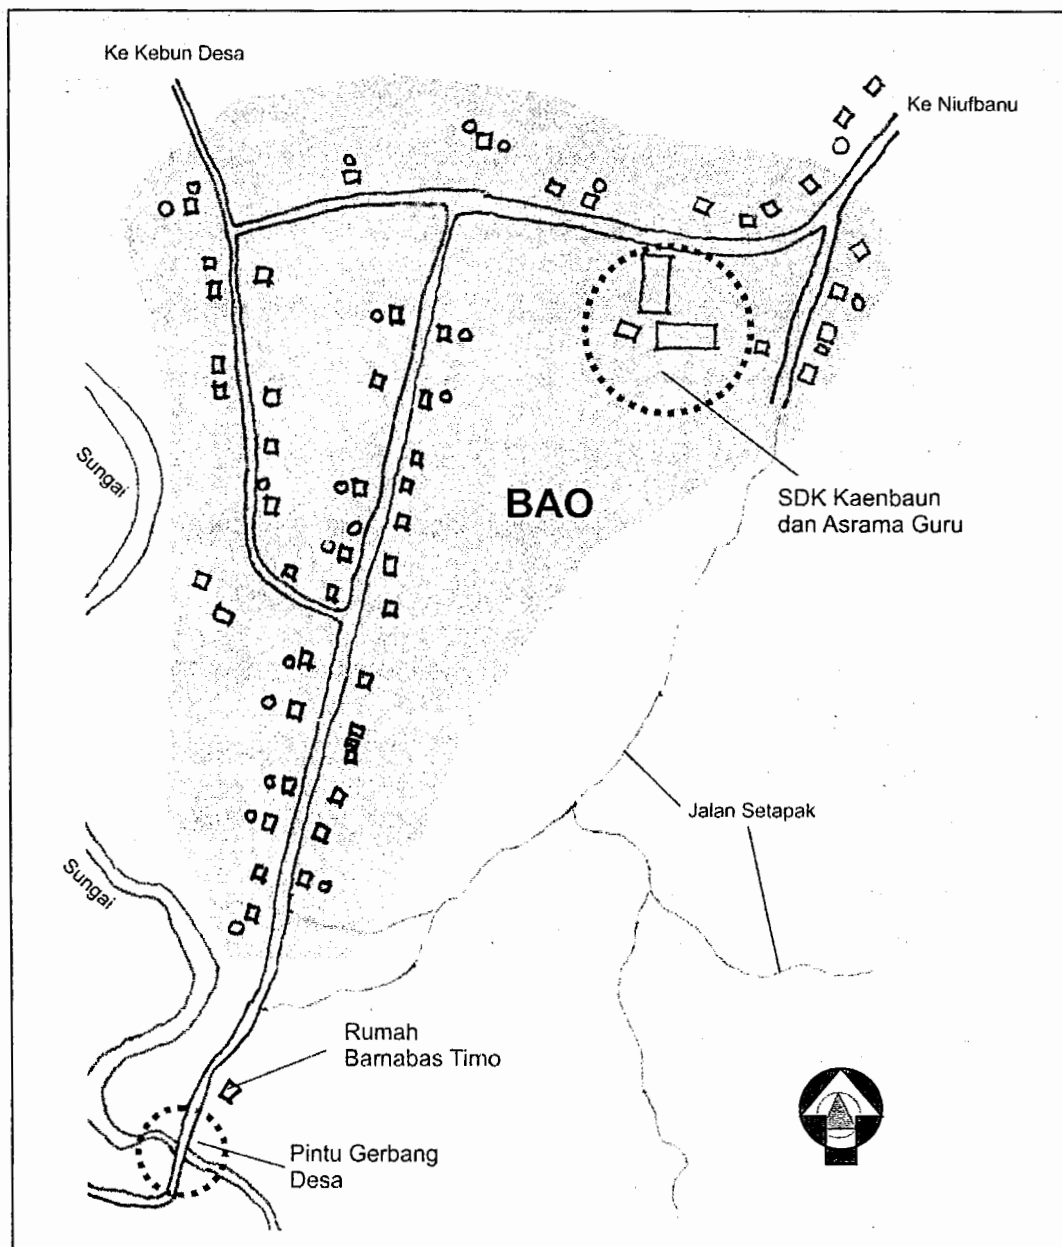 Ke Kebun Desa
Ke Niufbanu
Sungai
BAO
SDK Kaenbaun
dan Asrama Guru
Jalan Setapak
Sungai
Rumah
Barnabas Timo
Pintu Gerbang
Desa